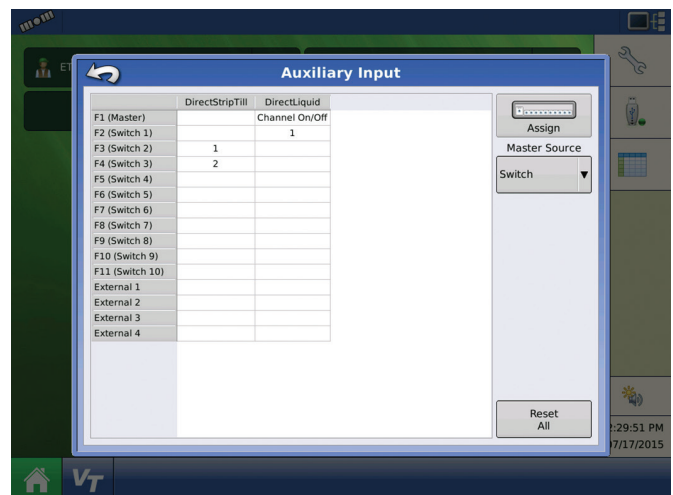 ET
Auxiliary Input
DirectStripTill DirectLiquid
F1 (Master) Channel On/Off
F2 (Switch 1) 1
F3 (Switch 2) 1
F4 (Switch 3) 2
F5 (Switch 4)
F6 (Switch 5)
F7 (Switch 6)
F8 (Switch 7)
F9 (Switch 8)
F10 (Switch 9)
F11 (Switch 10)
External 1
External 2
External 3
External 4
Assign
Master Source
Switch
Reset
All
:29:51 PM
07/17/2015
VT